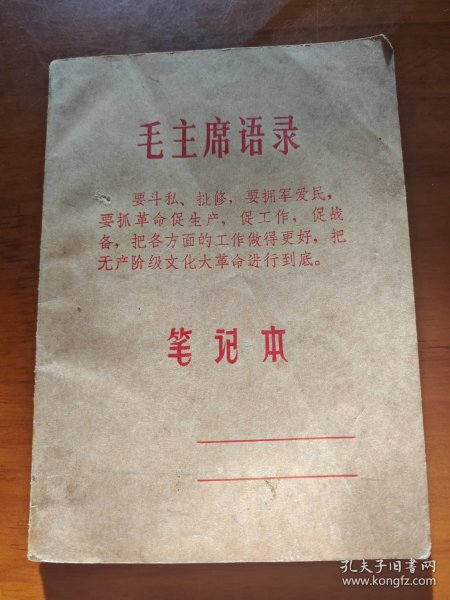 毛主席语录
要斗私、批修，要拥军爱民，
要抓革命促生产，促工作，促战
备，把各方面的工作做得更好，把
无产阶级文化大革命进行到底。
笔记本
孔夫子旧书网
www.kongfz.com